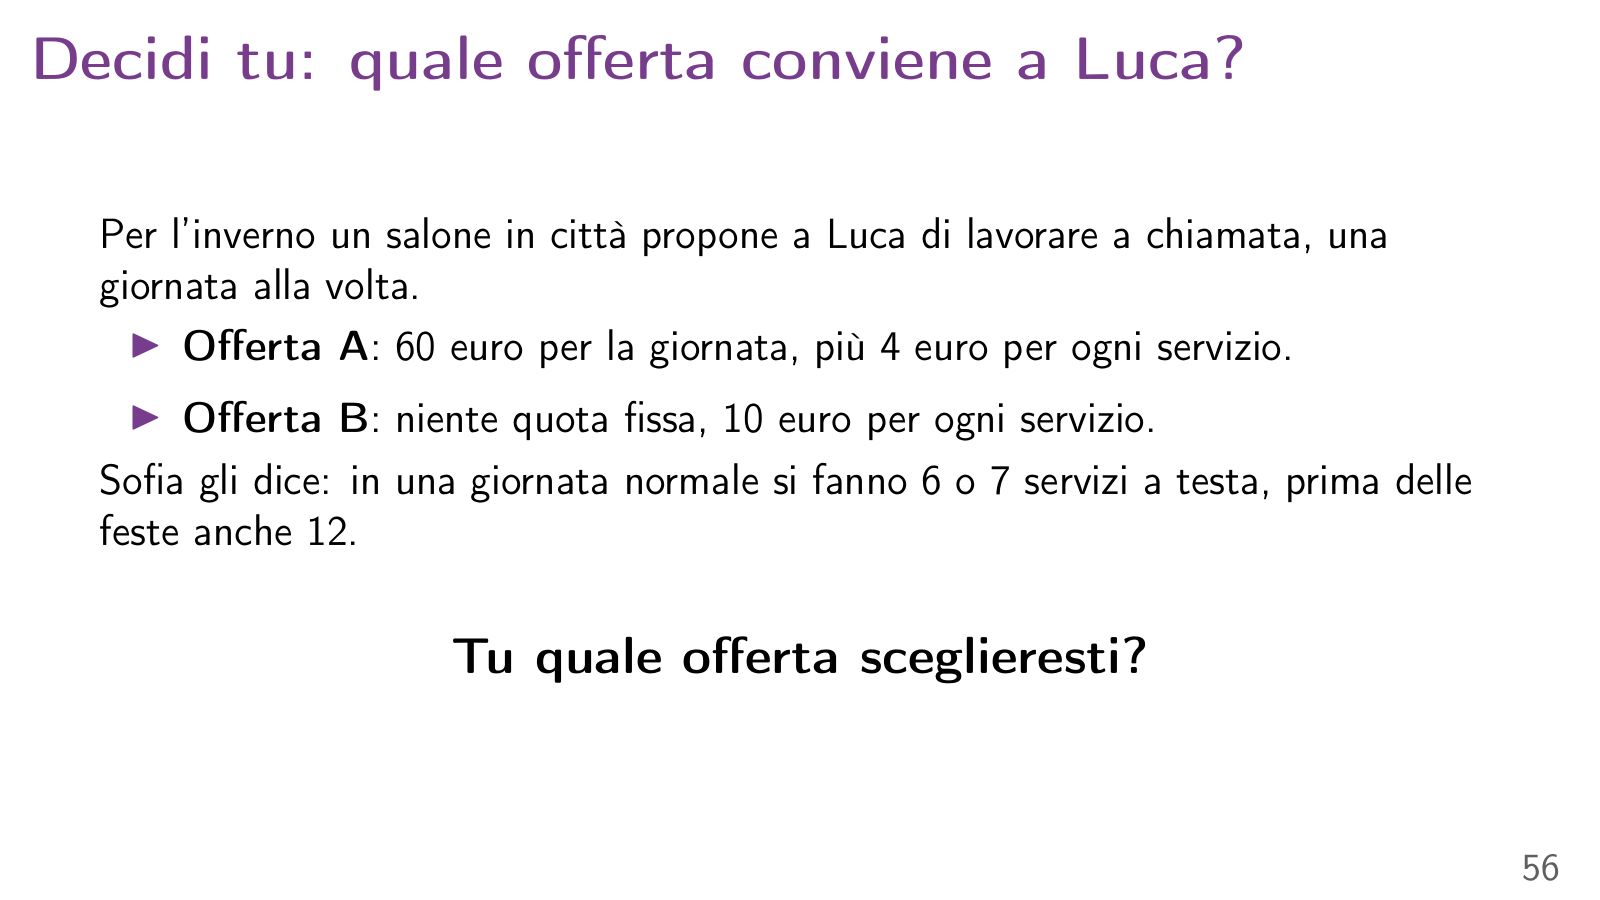 Decidi tu: quale offerta conviene a Luca?
Per l'inverno un salone in città propone a Luca di lavorare a chiamata, una
giornata alla volta.
▶ Offerta A: 60 euro per la giornata, più 4 euro per ogni servizio.
▶ Offerta B: niente quota fissa, 10 euro per ogni servizio.
Sofia gli dice: in una giornata normale si fanno 6 o 7 servizi a testa, prima delle
feste anche 12.
Tu quale offerta sceglieresti?
56